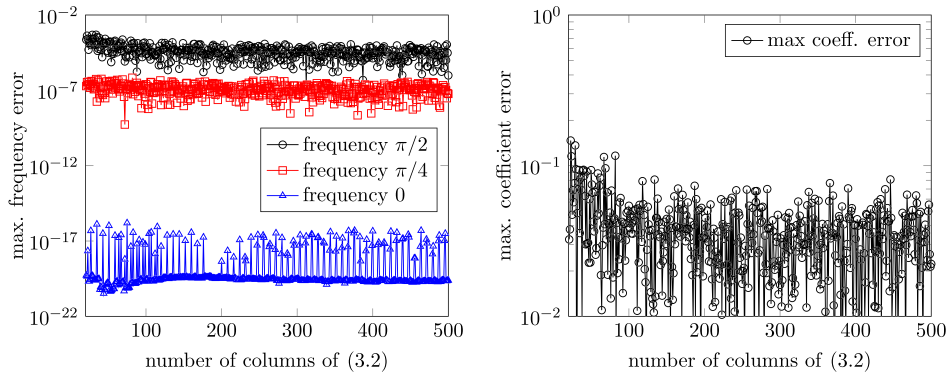 10^−2
10^−7
10^−12
10^−17
10^−22
max. frequency error
frequency π/2
frequency π/4
frequency 0
100
200
300
400
500
number of columns of (3.2)
10^0
10^−1
10^−2
max. coefficient error
max coeff. error
100
200
300
400
500
number of columns of (3.2)